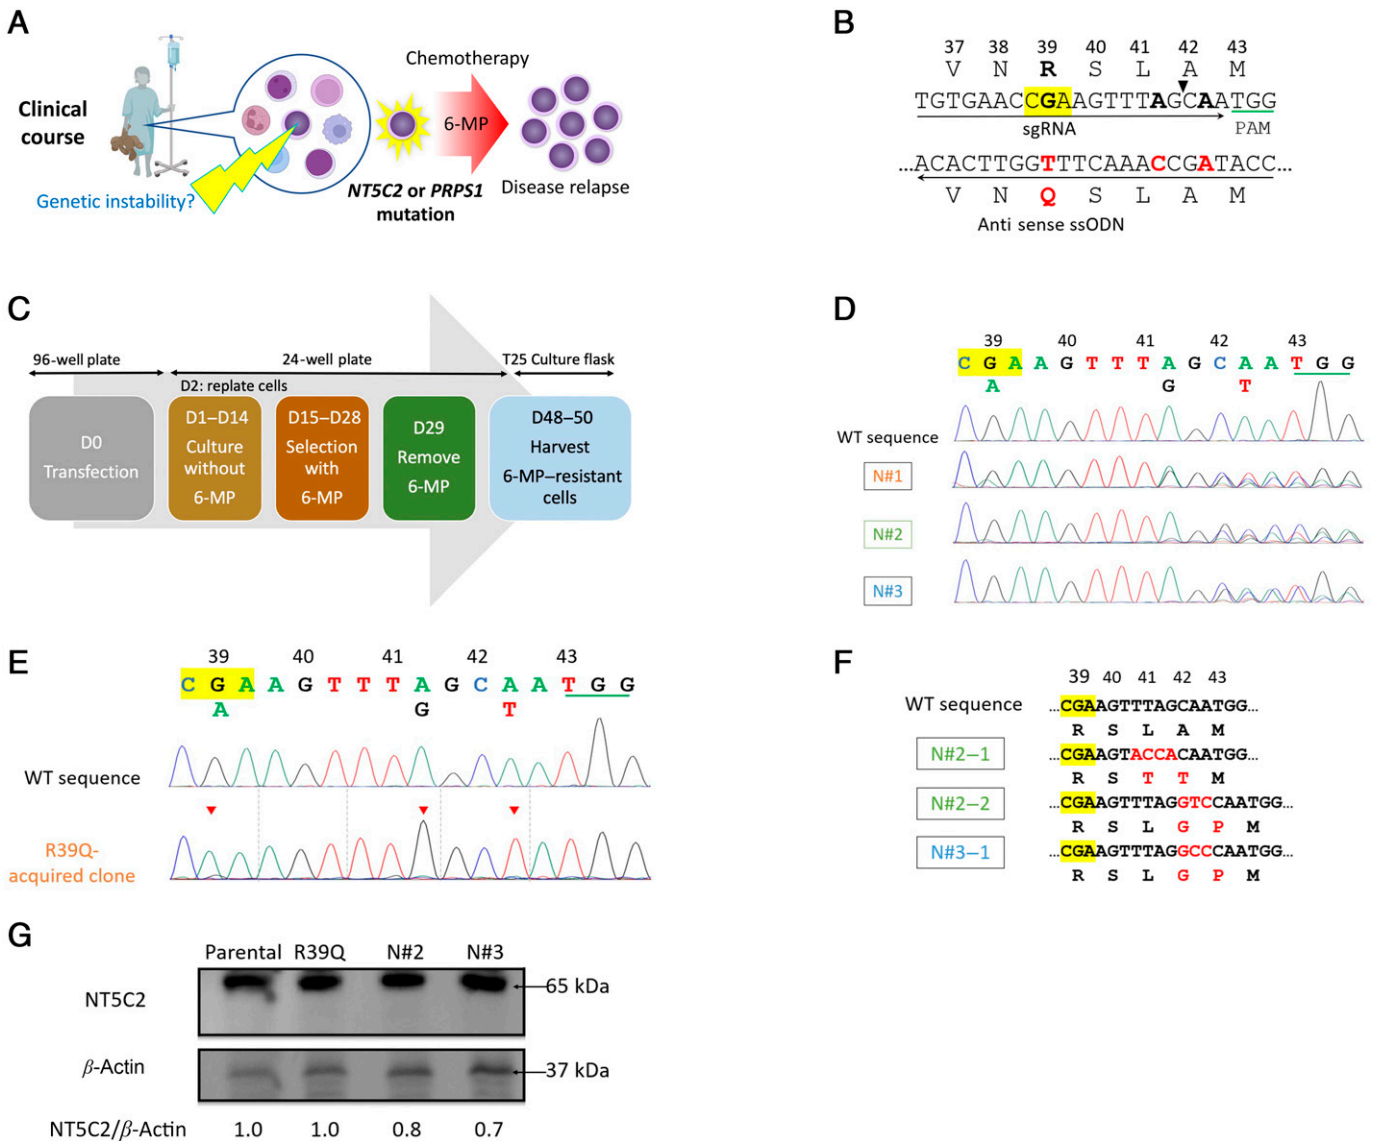 A
Clinical
course
Genetic instability?
Chemotherapy
6-MP
NT5C2 or PRPS1
mutation
Disease relapse
B
37 38 39 40 41 42 43
V N R S L A M
TGTGAACCGAAGTTTAGCAATGG
sgRNA
PAM
...ACACTTGGTTTCAAACCGATACC...
V N Q S L A M
Anti sense ssODN
C
96-well plate
24-well plate
T25 Culture flask
D2: replate cells
D0
Transfection
D1–D14
Culture
without
6-MP
D15–D28
Selection
with
6-MP
D29
Remove
6-MP
D48–50
Harvest
6-MP–resistant
cells
D
39 40 41 42 43
C G A A G T T T A G C A A T G G
A G T
WT sequence
N#1
N#2
N#3
E
39 40 41 42 43
C G A A G T T T A G C A A T G G
A G T
WT sequence
R39Q-
acquired clone
F
39 40 41 42 43
WT sequence
...CGAAGTTTAGCAATGG...
R S L A M
N#2–1
...CGAAGTACCACAATGG...
R S T T M
N#2–2
...CGAAGTTTAGGTCCAATGG...
R S L G P M
N#3–1
...CGAAGTTTAGGCCCAATGG...
R S L G P M
G
Parental R39Q N#2 N#3
NT5C2
65 kDa
β-Actin
37 kDa
NT5C2/β-Actin 1.0 1.0 0.8 0.7